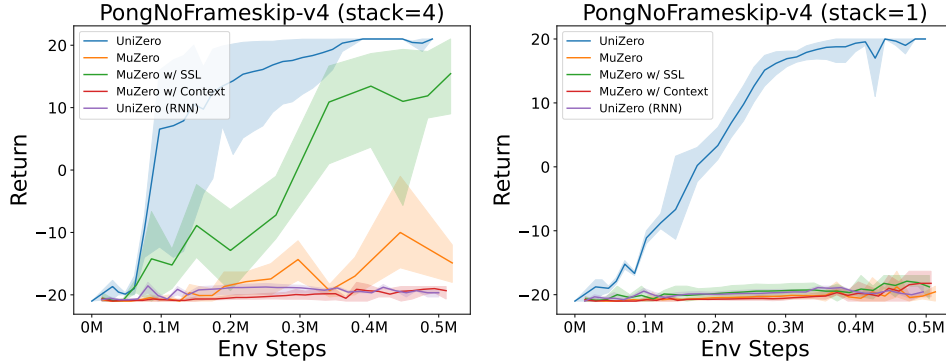 PongNoFrameskip-v4 (stack=4)
UniZero
MuZero
MuZero w/ SSL
MuZero w/ Context
UniZero (RNN)
20
10
0
−10
−20
Return
0M
0.1M
0.2M
0.3M
0.4M
0.5M
Env Steps
PongNoFrameskip-v4 (stack=1)
UniZero
MuZero
MuZero w/ SSL
MuZero w/ Context
UniZero (RNN)
20
10
0
−10
−20
Return
0M
0.1M
0.2M
0.3M
0.4M
0.5M
Env Steps